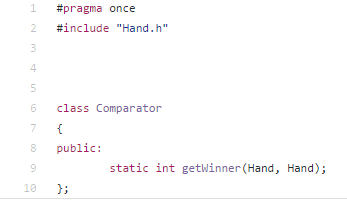 1 #pragma once
2 #include "Hand.h"
3
4
5
6 class Comparator
7 {
8 public:
9 static int getWinner(Hand, Hand);
10 };